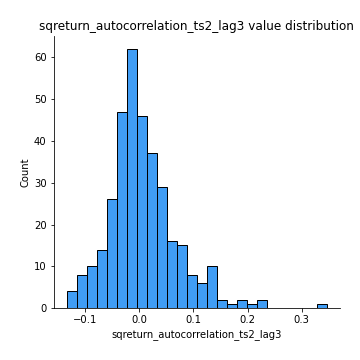 sqreturn_autocorrelation_ts2_lag3 value distribution
60
50
40
30
20
10
0
Count
−0.1 0.0 0.1 0.2 0.3
sqreturn_autocorrelation_ts2_lag3